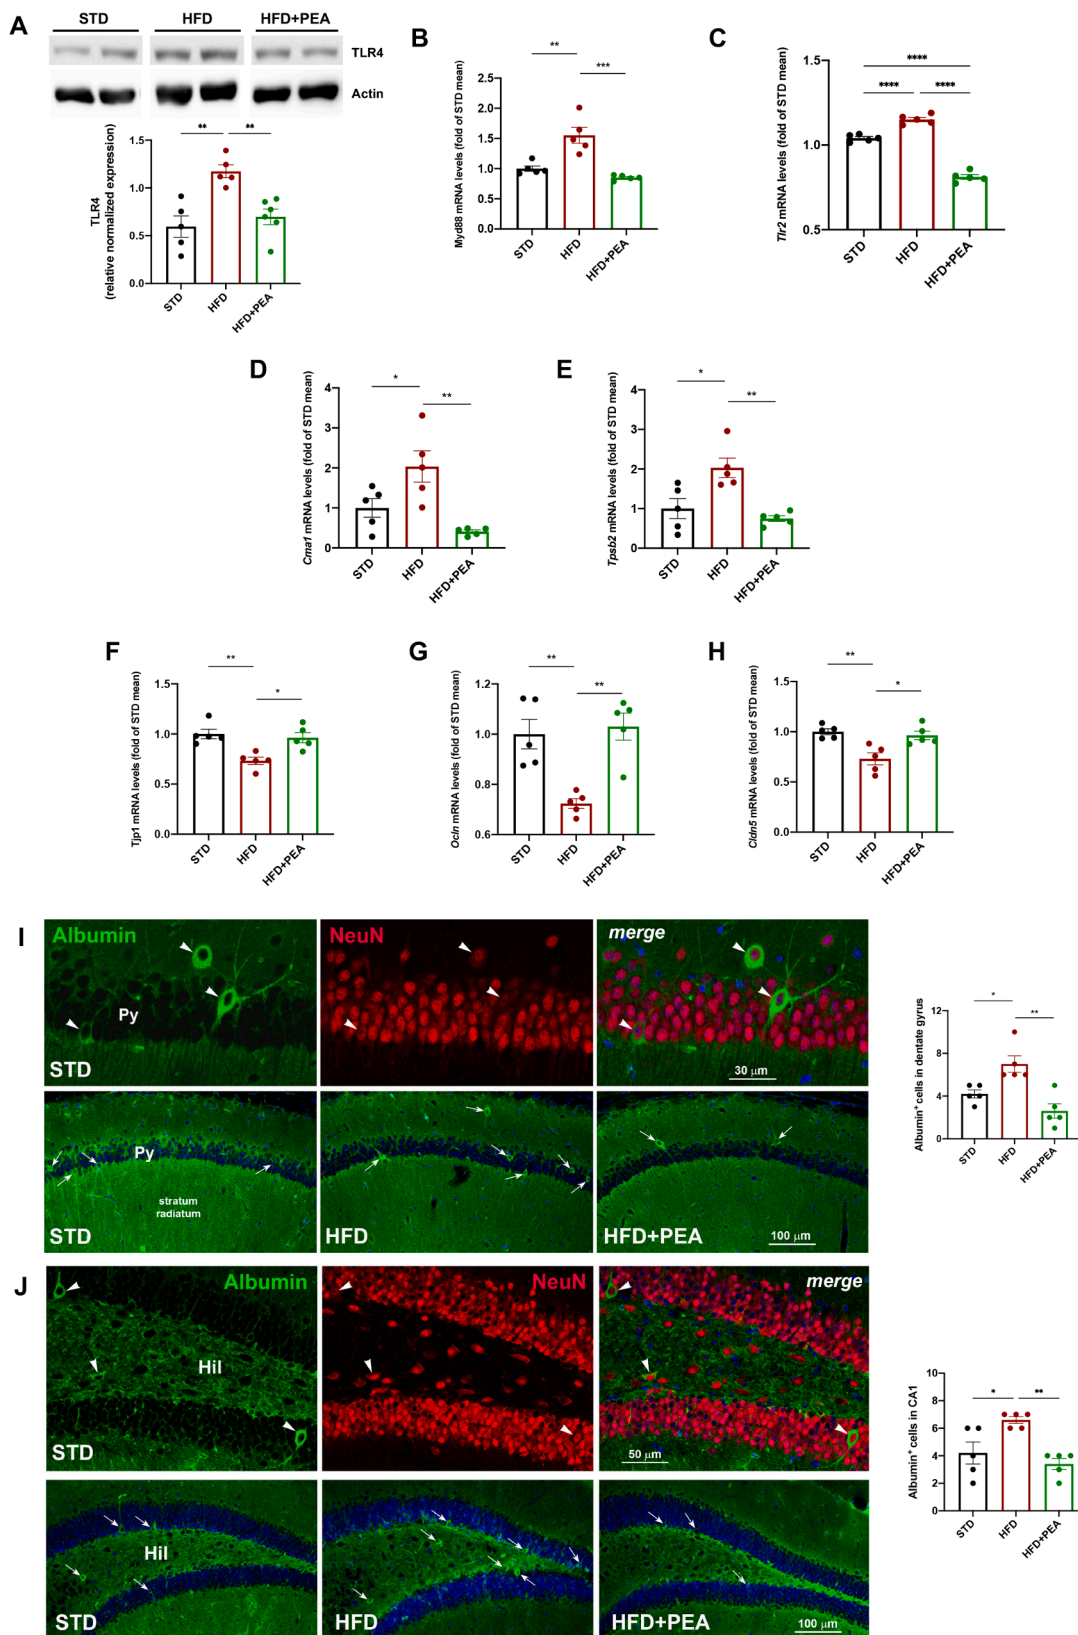 A
STD
HFD
HFD+PEA
TLR4
Actin
TLR4
(relative normalized expression)
1.5
1.0
0.5
0.0
**
**
STD
HFD
HFD+PEA
B
Myd88 mRNA levels (fold of STD mean)
2.5
2.0
1.5
1.0
0.5
0.0
**
***
STD
HFD
HFD+PEA
C
Tlr2 mRNA levels (fold of STD mean)
1.5
1.0
0.5
****
****
****
STD
HFD
HFD+PEA
D
Cma1 mRNA levels (fold of STD mean)
4
3
2
1
0
*
**
STD
HFD
HFD+PEA
E
Tpsb2 mRNA levels (fold of STD mean)
4
3
2
1
0
*
**
STD
HFD
HFD+PEA
F
Tjp1 mRNA levels (fold of STD mean)
1.5
1.0
0.5
0.0
**
*
STD
HFD
HFD+PEA
G
Ocln mRNA levels (fold of STD mean)
1.2
1.0
0.8
0.6
**
**
STD
HFD
HFD+PEA
H
Cldn5 mRNA levels (fold of STD mean)
1.5
1.0
0.5
0.0
**
*
STD
HFD
HFD+PEA
I
Albumin
Py
STD
NeuN
merge
30 µm
Py
stratum
radiatum
STD
HFD
HFD+PEA
100 µm
Albumin+ cells in dentate gyrus
12
8
4
0
*
**
STD
HFD
HFD+PEA
J
Albumin
Hil
STD
NeuN
merge
50 µm
Hil
STD
HFD
HFD+PEA
100 µm
Albumin+ cells in CA1
10
8
6
4
2
0
*
**
STD
HFD
HFD+PEA